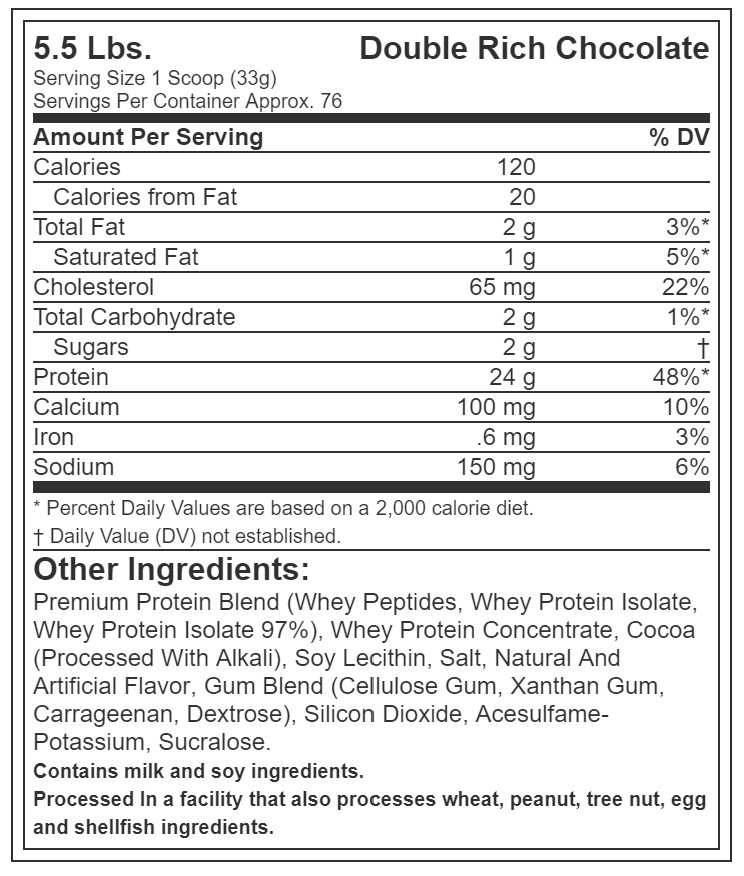 5.5 Lbs. Double Rich Chocolate
Serving Size 1 Scoop (33g)
Servings Per Container Approx. 76
Amount Per Serving % DV
Calories 120
Calories from Fat 20
Total Fat 2 g 3%*
Saturated Fat 1 g 5%*
Cholesterol 65 mg 22%
Total Carbohydrate 2 g 1%*
Sugars 2 g †
Protein 24 g 48%*
Calcium 100 mg 10%
Iron .6 mg 3%
Sodium 150 mg 6%
* Percent Daily Values are based on a 2,000 calorie diet.
† Daily Value (DV) not established.
Other Ingredients:
Premium Protein Blend (Whey Peptides, Whey Protein Isolate,
Whey Protein Isolate 97%), Whey Protein Concentrate, Cocoa
(Processed With Alkali), Soy Lecithin, Salt, Natural And
Artificial Flavor, Gum Blend (Cellulose Gum, Xanthan Gum,
Carrageenan, Dextrose), Silicon Dioxide, Acesulfame-
Potassium, Sucralose.
Contains milk and soy ingredients.
Processed In a facility that also processes wheat, peanut, tree nut, egg
and shellfish ingredients.